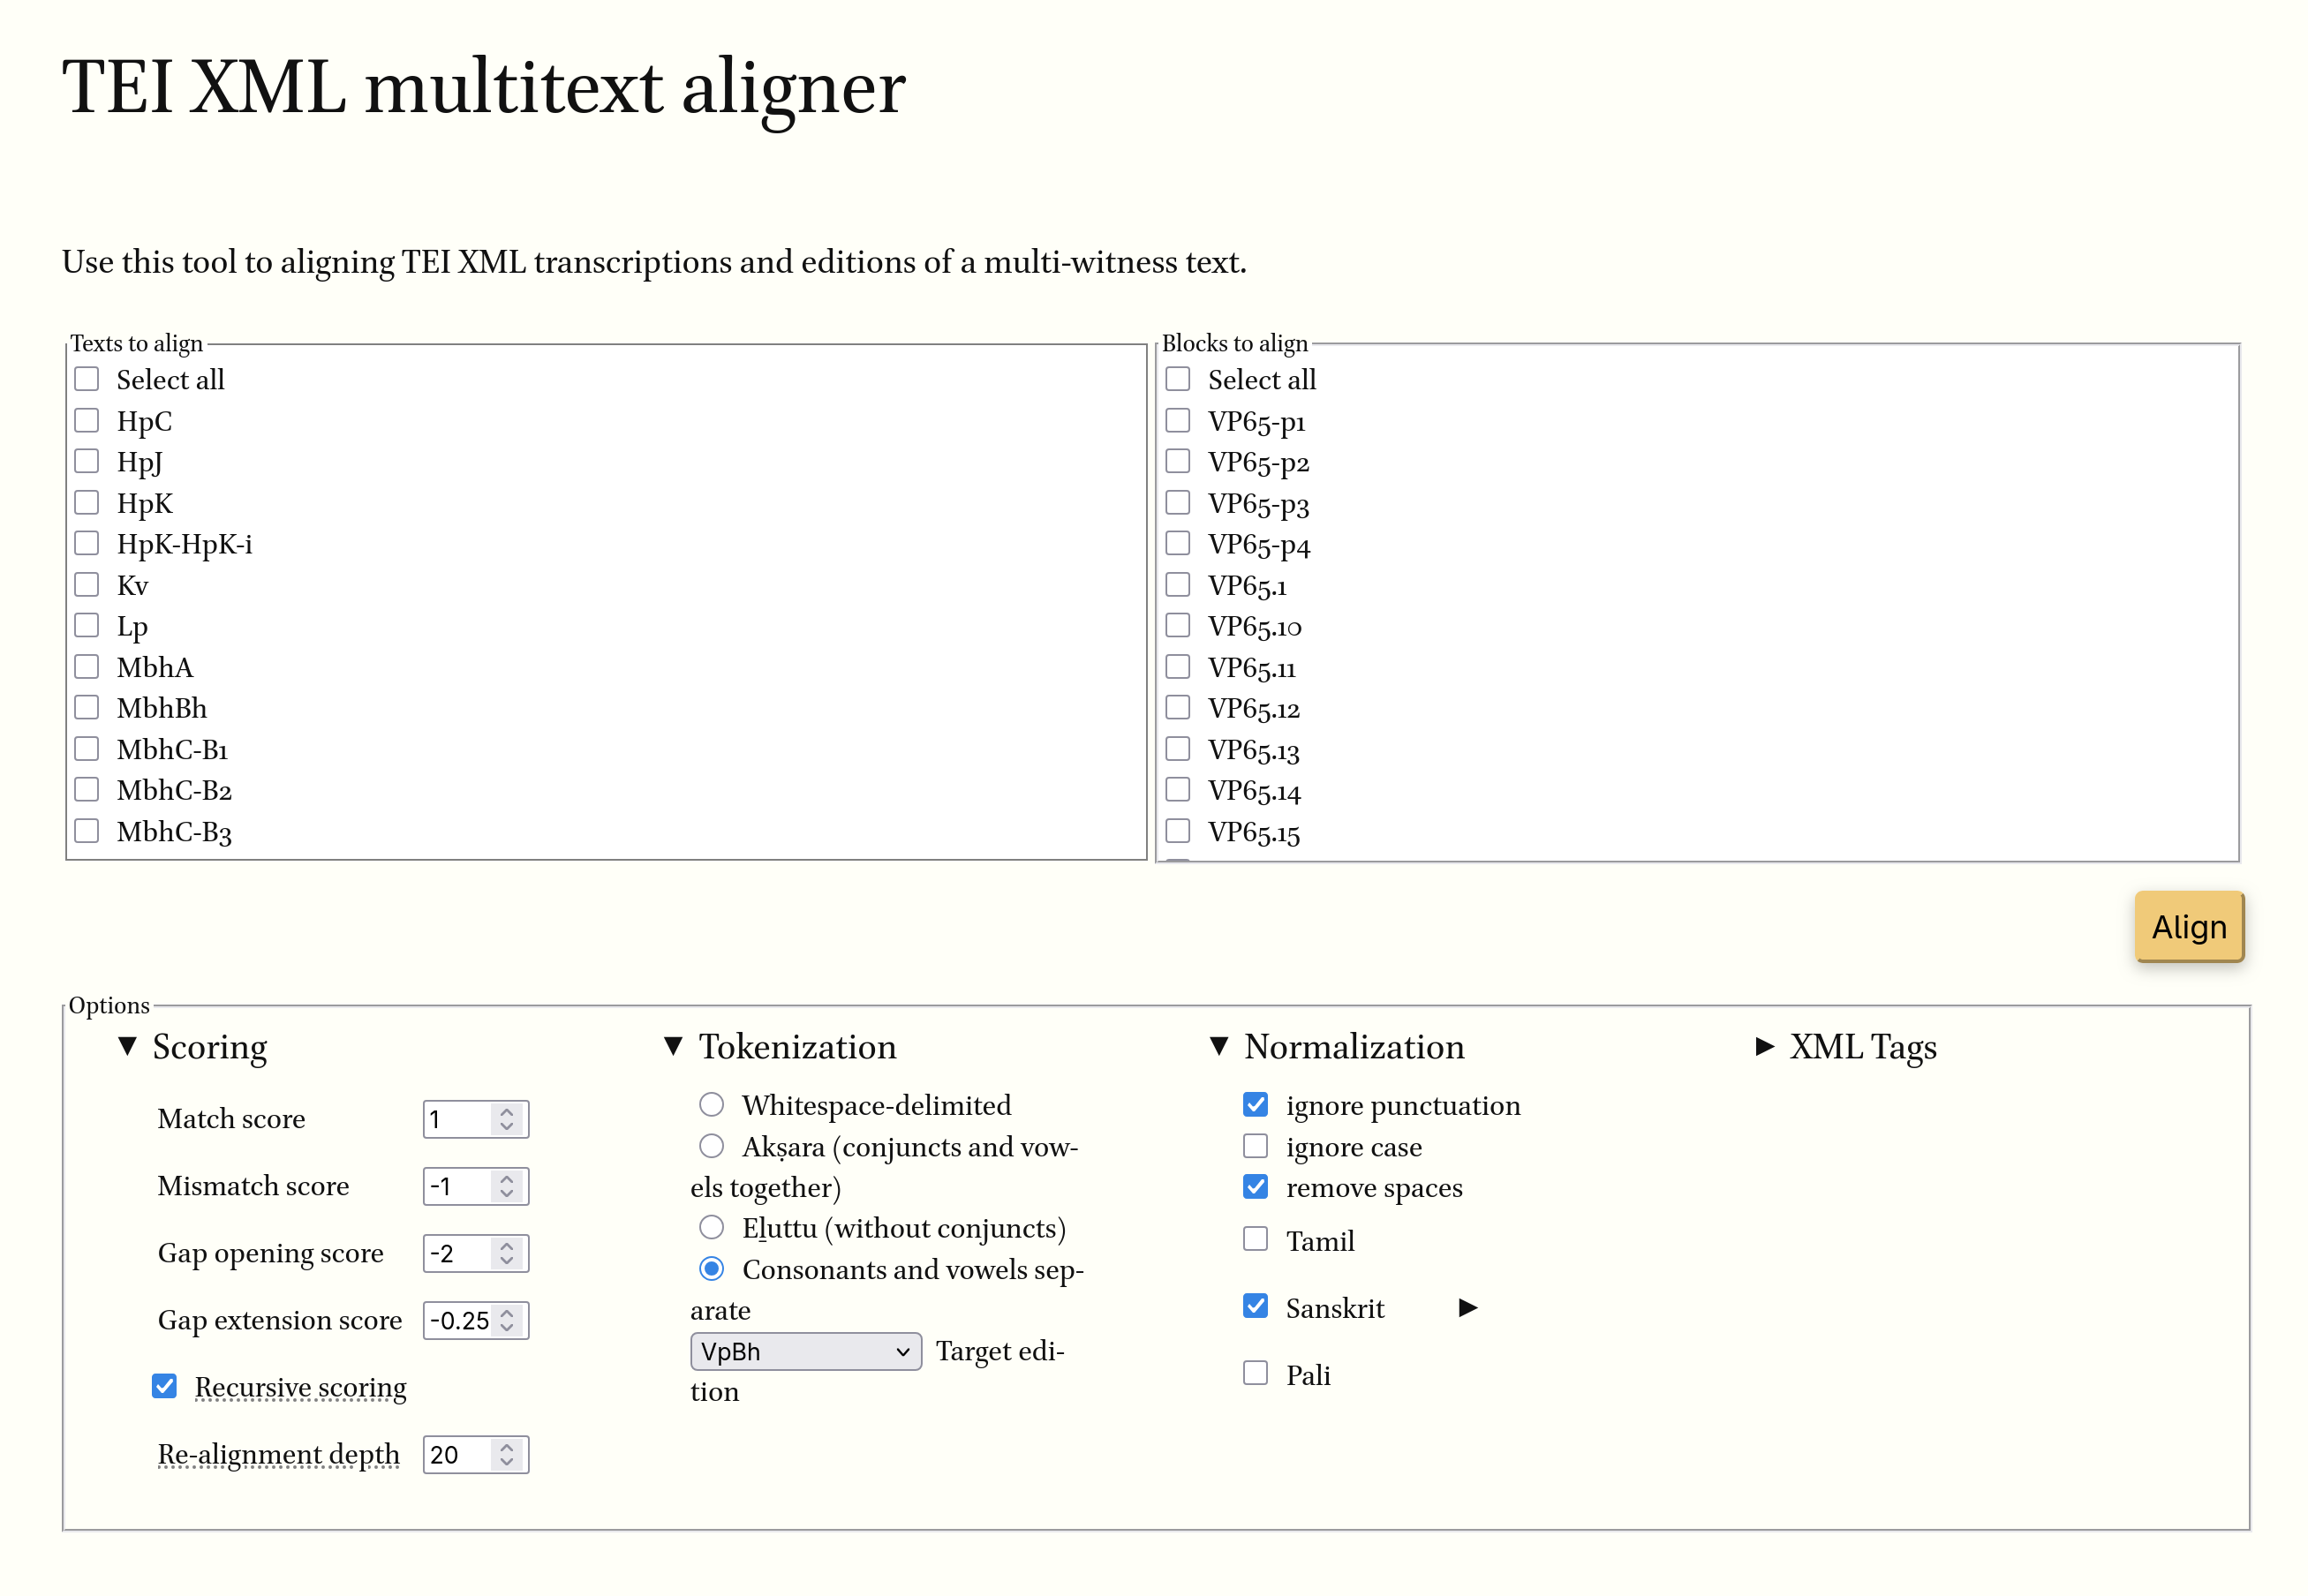 TEI XML multitext aligner
Use this tool to aligning TEI XML transcriptions and editions of a multi-witness text.
Texts to align
Select all
HpC
HpJ
HpK
HpK-HpK-i
Kv
Lp
MbhA
MbhBh
MbhC-B1
MbhC-B2
MbhC-B3
Blocks to align
Select all
VP65-p1
VP65-p2
VP65-p3
VP65-p4
VP65.1
VP65.10
VP65.11
VP65.12
VP65.13
VP65.14
VP65.15
Align
Options
Scoring
Match score 1
Mismatch score -1
Gap opening score -2
Gap extension score -0.25
Recursive scoring
Re-alignment depth 20
Tokenization
Whitespace-delimited
Akṣara (conjuncts and vow-
els together)
Eḻuttu (without conjuncts)
Consonants and vowels sep-
arate
VpBh Target edi-
tion
Normalization
ignore punctuation
ignore case
remove spaces
Tamil
Sanskrit
Pali
XML Tags